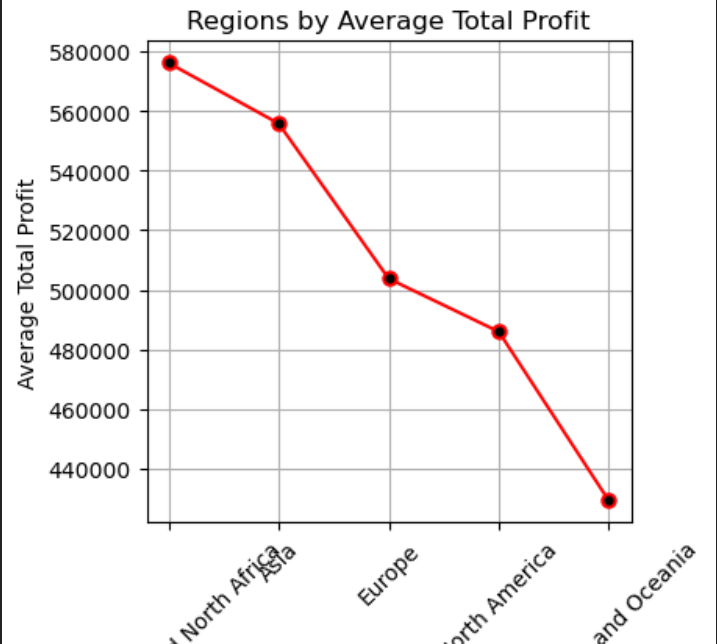 Regions by Average Total Profit
580000
560000
540000
520000
500000
480000
460000
440000
Average Total Profit
North Africa
Asia
Europe
America
and Oceania